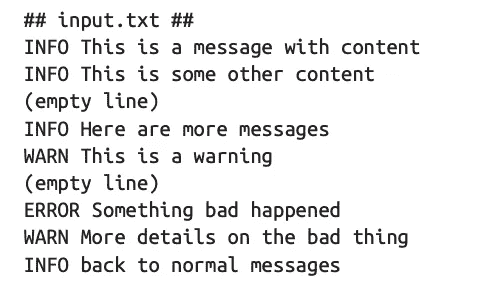 ## input.txt ##
INFO This is a message with content
INFO This is some other content
(empty line)
INFO Here are more messages
WARN This is a warning
(empty line)
ERROR Something bad happened
WARN More details on the bad thing
INFO back to normal messages